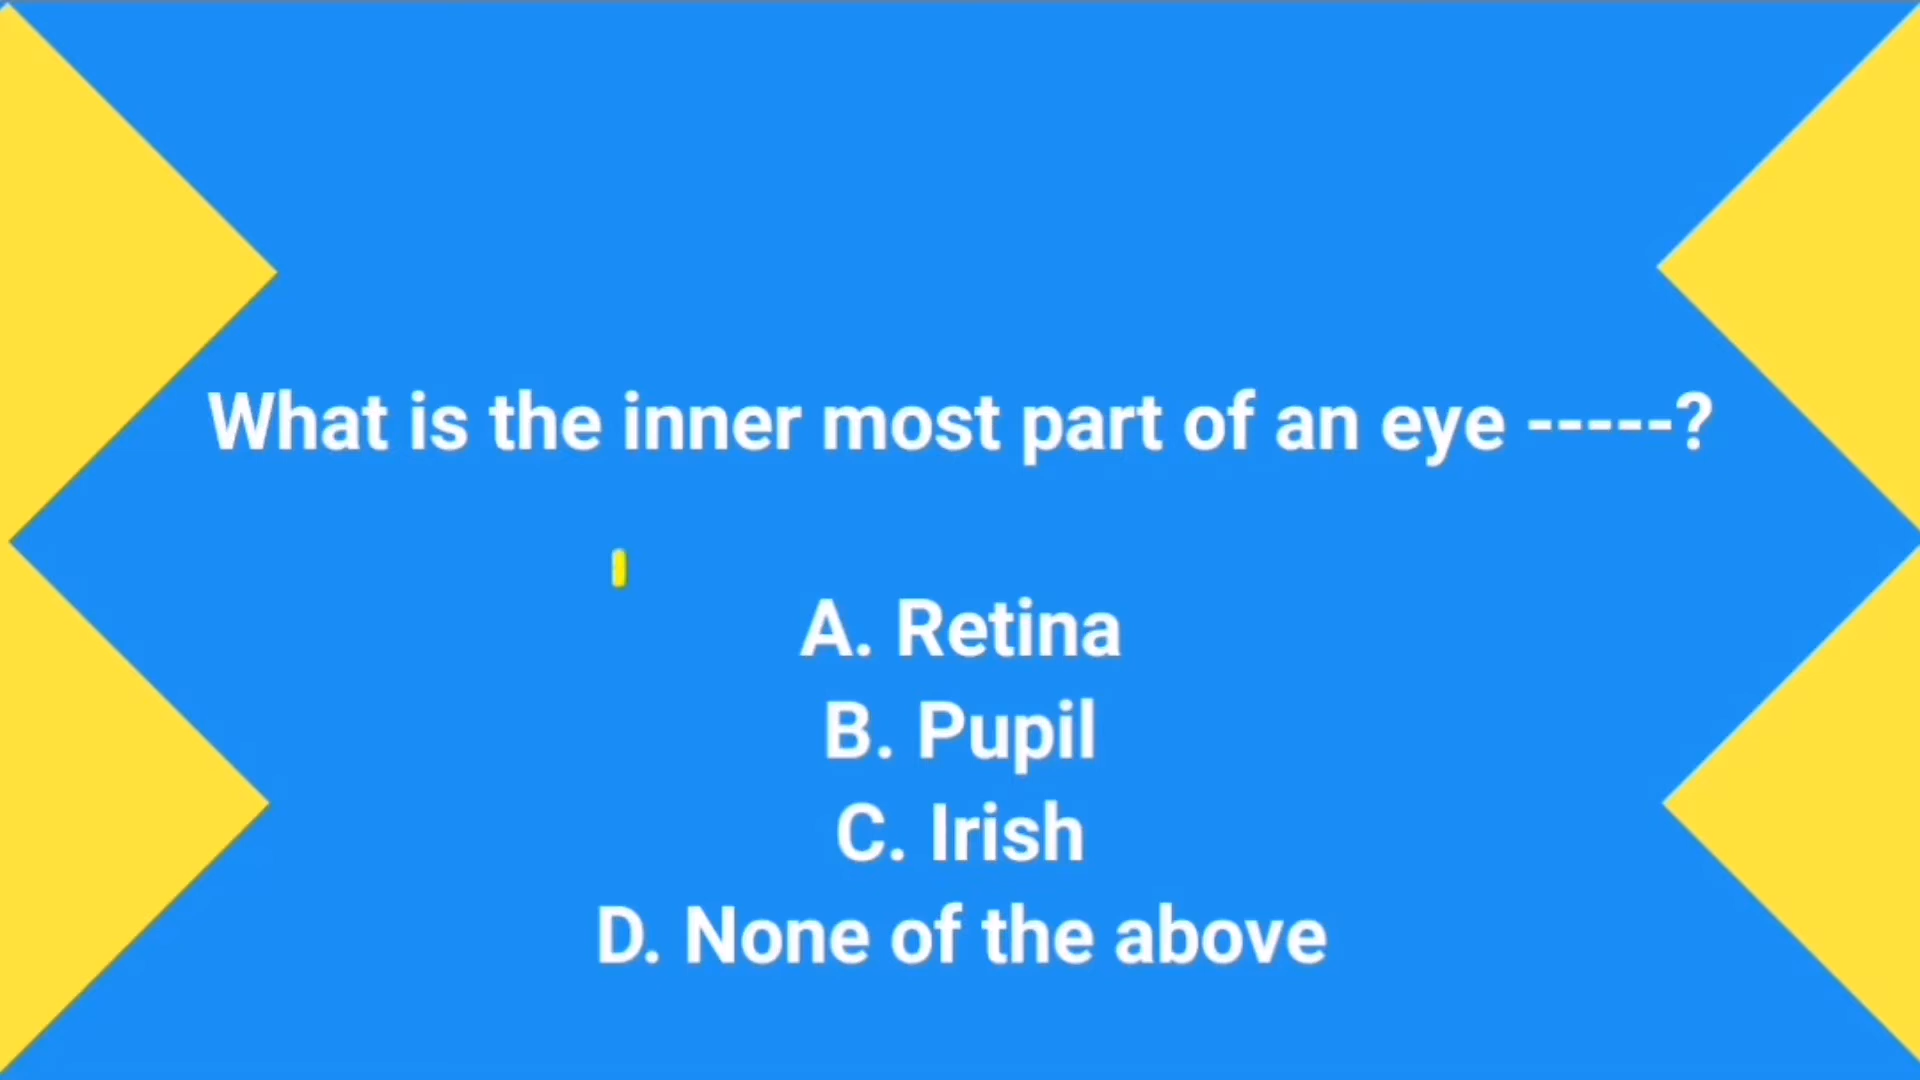 What is the inner most part of an eye -----?
A. Retina
B. Pupil
C. Irish
D. None of the above